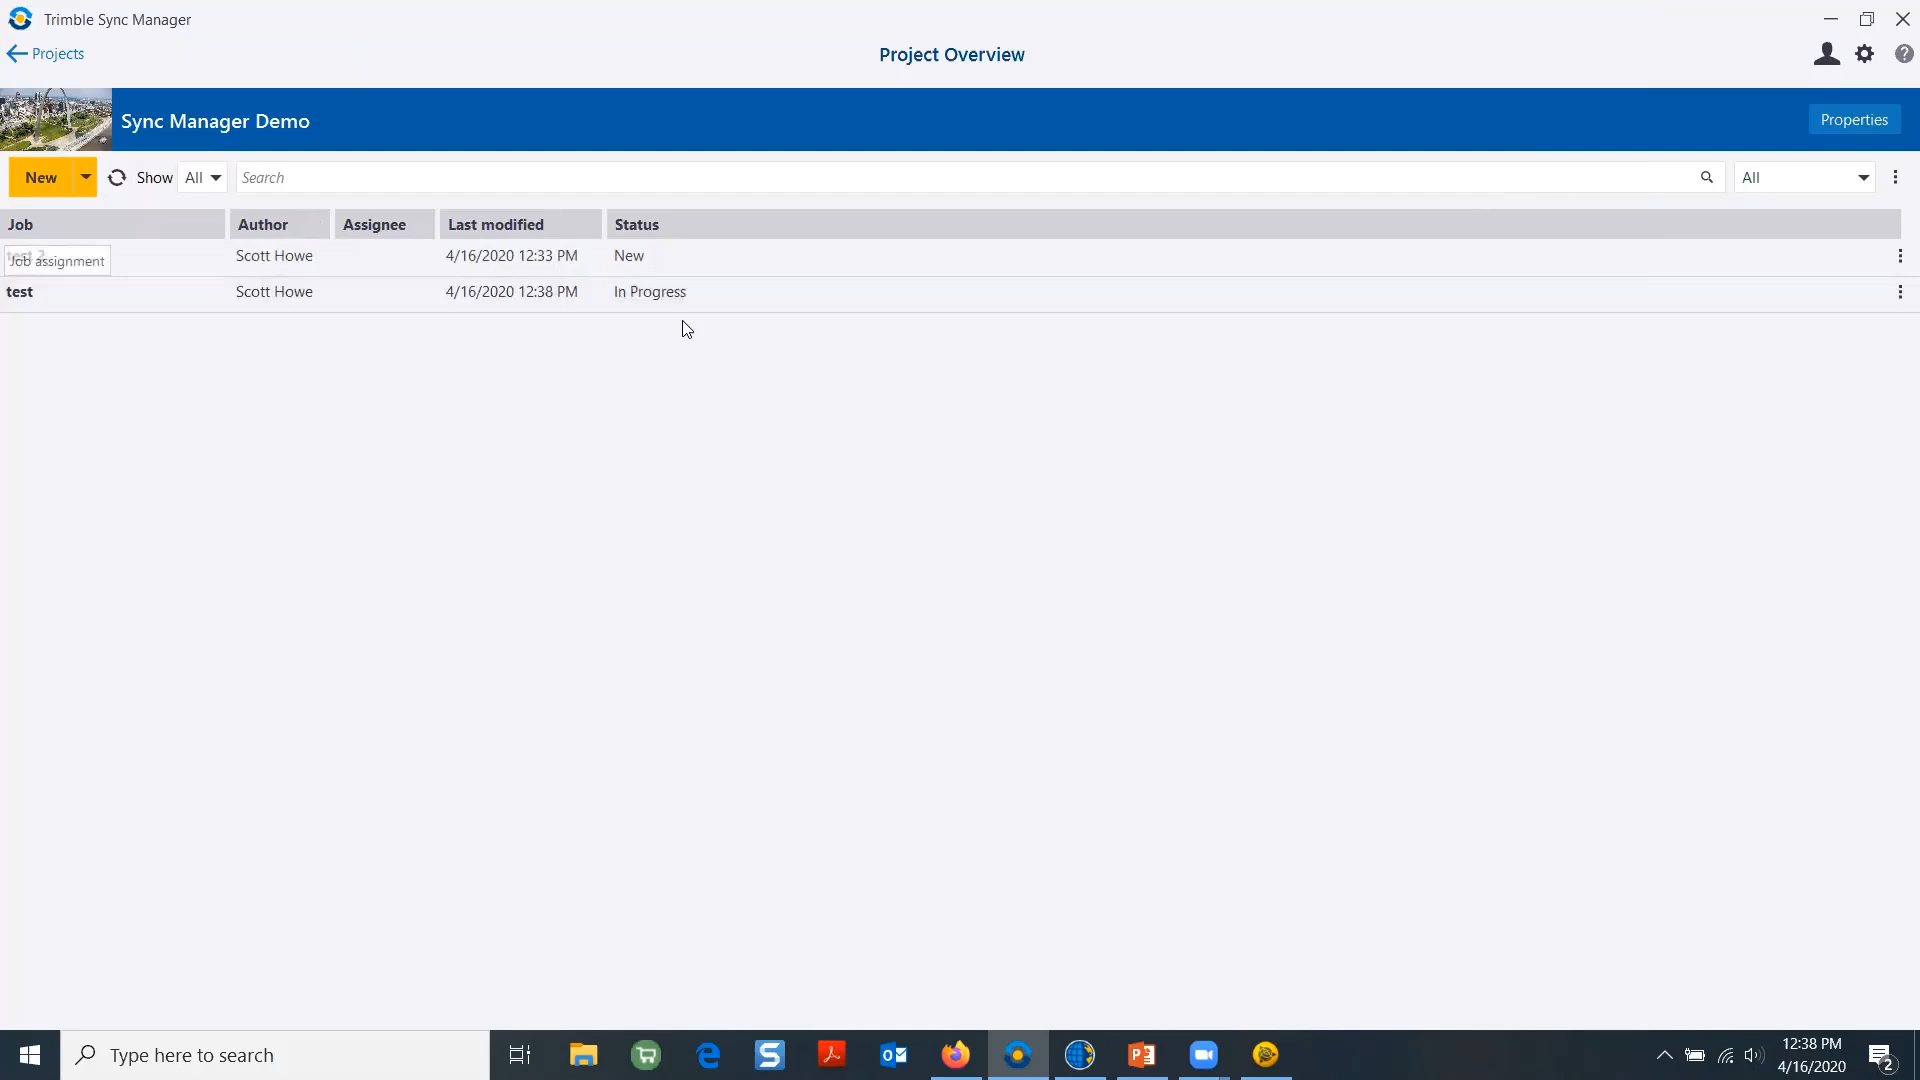 Trimble Sync Manager
Projects
Project Overview
Sync Manager Demo
Properties
New
Show
All
Search
All
Job
Author
Assignee
Last modified
Status
Job assignment
Scott Howe
4/16/2020 12:33 PM
New
test
Scott Howe
4/16/2020 12:38 PM
In Progress
Type here to search
12:38 PM
4/16/2020
2